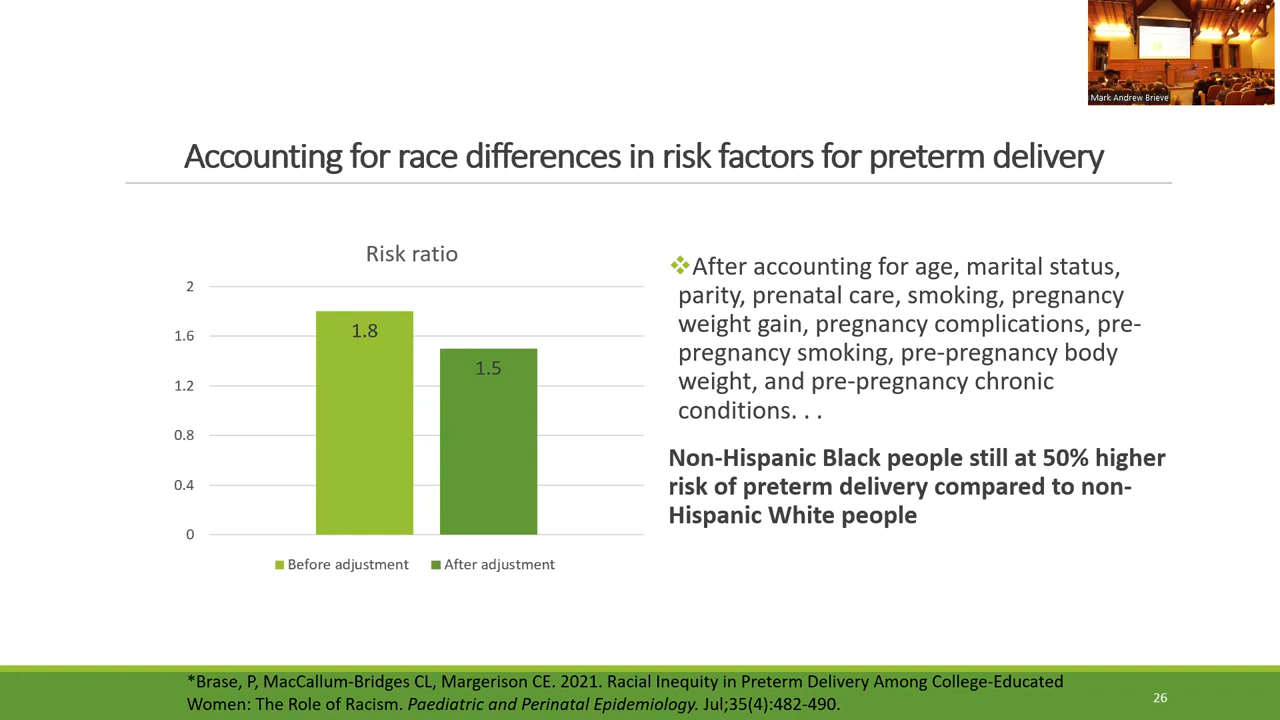 Mark Andrew Brieve
Accounting for race differences in risk factors for preterm delivery
Risk ratio
2
1.6
1.2
0.8
0.4
0
1.8
1.5
Before adjustment
After adjustment
After accounting for age, marital status,
parity, prenatal care, smoking, pregnancy
weight gain, pregnancy complications, pre-
pregnancy smoking, pre-pregnancy body
weight, and pre-pregnancy chronic
conditions. . .
Non-Hispanic Black people still at 50% higher
risk of preterm delivery compared to non-
Hispanic White people
*Brase, P, MacCallum-Bridges CL, Margerison CE. 2021. Racial Inequity in Preterm Delivery Among College-Educated
Women: The Role of Racism. Paediatric and Perinatal Epidemiology. Jul;35(4):482-490.
26